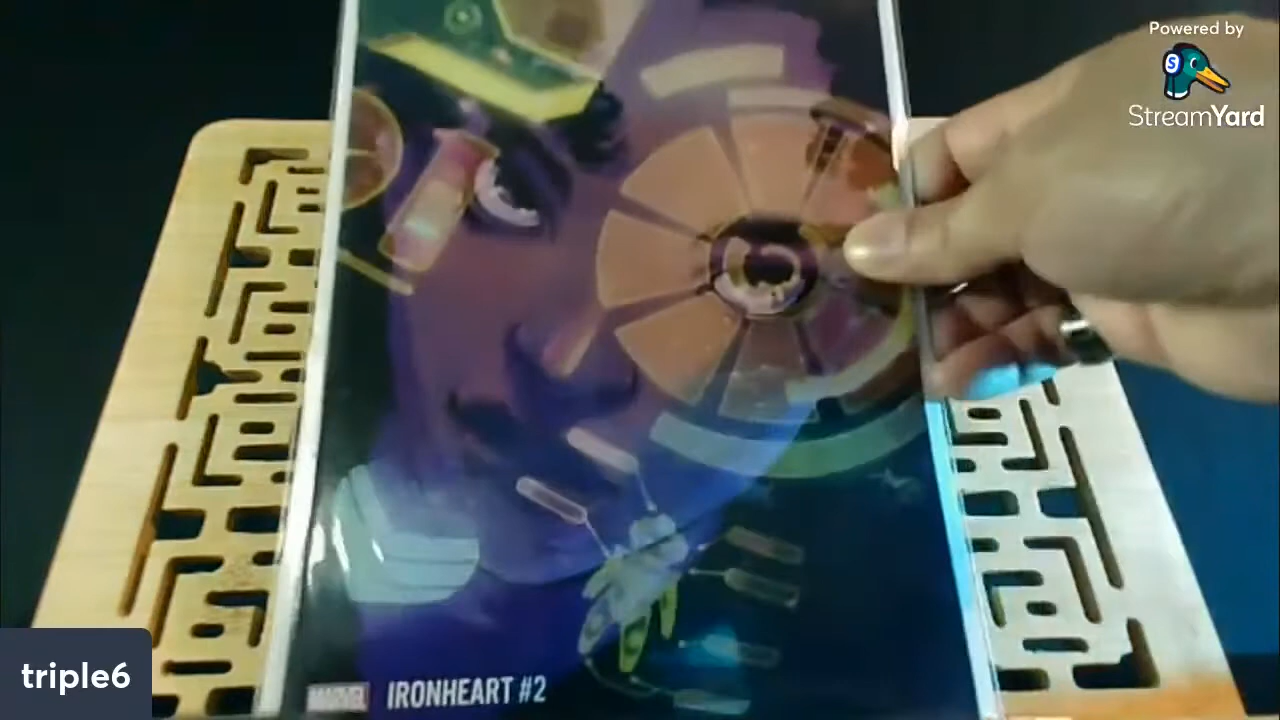 Powered by
S
StreamYard
MARVEL
IRONHEART #2
triple6